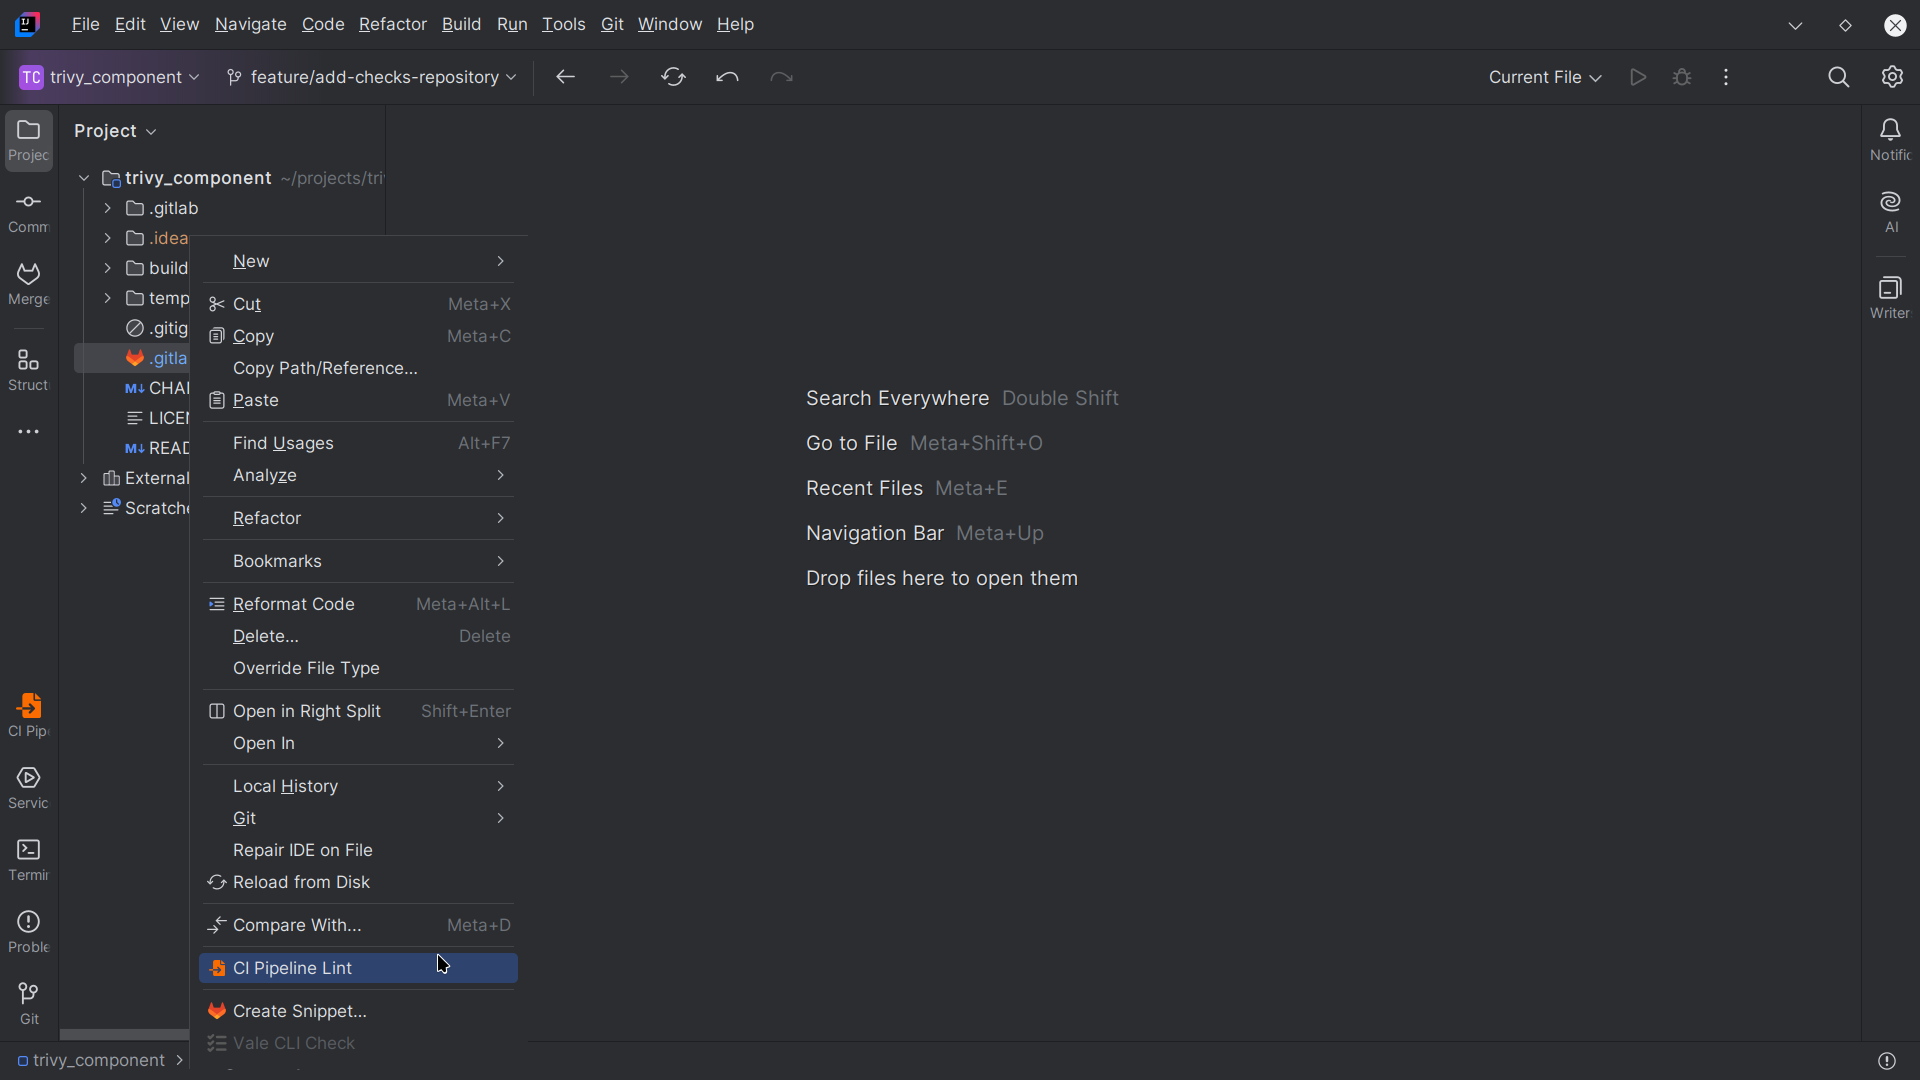 File Edit View Navigate Code Refactor Build Run Tools Git Window Help
TC trivy_component feature/add-checks-repository Current File
Project
trivy_component ~/projects/tri
.gitlab
.idea
build
temp
.gitig
.gitla
CHA
LICE
READ
External
Scratche
New
Cut Meta+X
Copy Meta+C
Copy Path/Reference...
Paste Meta+V
Find Usages Alt+F7
Analyze
Refactor
Bookmarks
Reformat Code Meta+Alt+L
Delete... Delete
Override File Type
Open in Right Split Shift+Enter
Open In
Local History
Git
Repair IDE on File
Reload from Disk
Compare With... Meta+D
CI Pipeline Lint
Create Snippet...
Vale CLI Check
Search Everywhere Double Shift
Go to File Meta+Shift+O
Recent Files Meta+E
Navigation Bar Meta+Up
Drop files here to open them
Projec
Comm
Merge
Struct
CI Pip
Servic
Termin
Proble
Git
Notific
AI
Writer
trivy_component